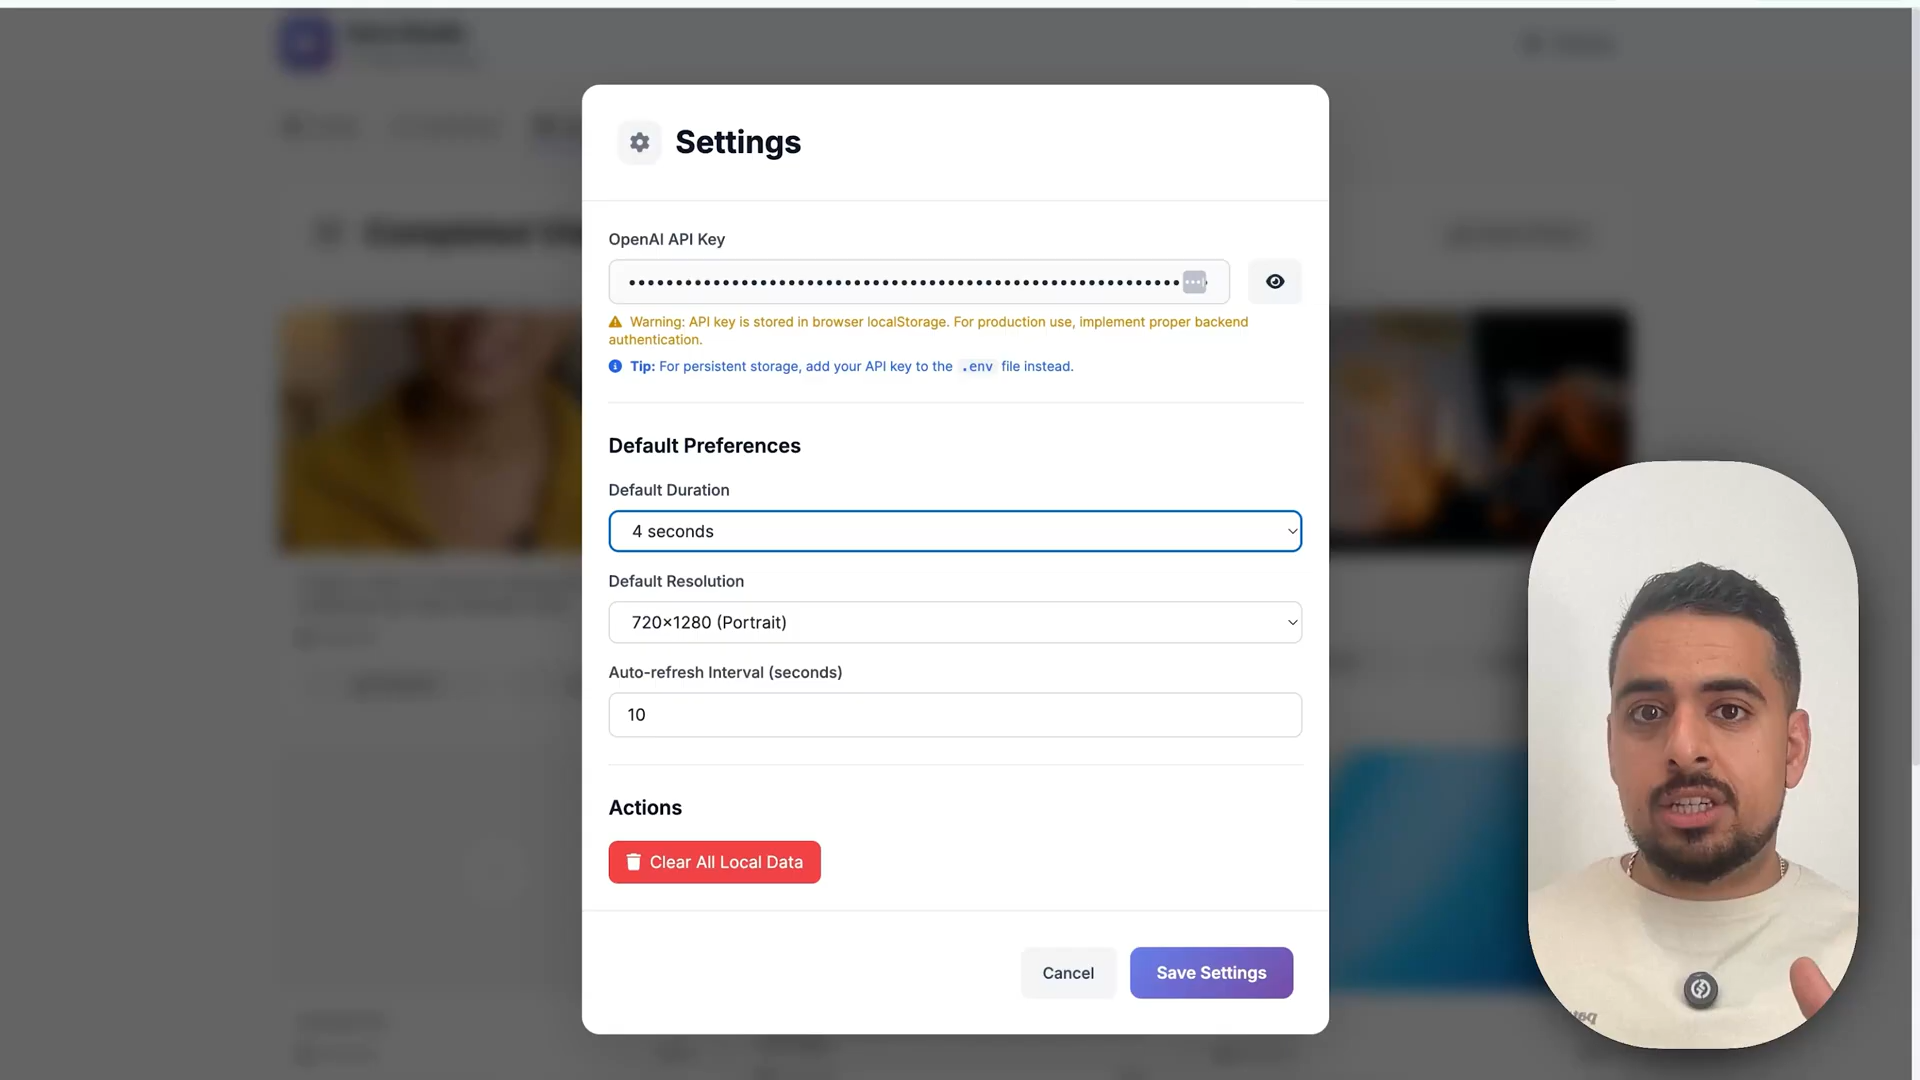 Settings
OpenAI API Key
Warning: API key is stored in browser localStorage. For production use, implement proper backend
authentication.
Tip: For persistent storage, add your API key to the .env file instead.
Default Preferences
Default Duration
4 seconds
Default Resolution
720×1280 (Portrait)
Auto-refresh Interval (seconds)
10
Actions
Clear All Local Data
Cancel
Save Settings